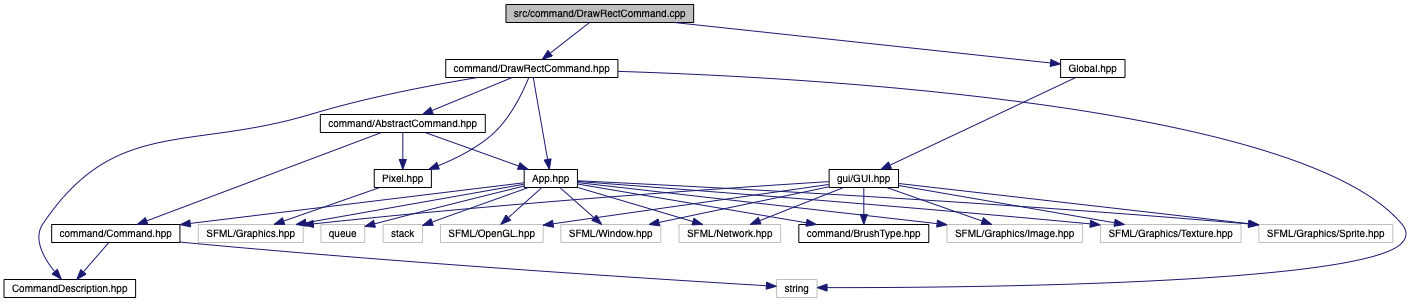 src/command/DrawRectCommand.cpp
command/DrawRectCommand.hpp
Global.hpp
command/AbstractCommand.hpp
Pixel.hpp
App.hpp
gui/GUI.hpp
command/Command.hpp
SFML/Graphics.hpp
queue
stack
SFML/OpenGL.hpp
SFML/Window.hpp
SFML/Network.hpp
command/BrushType.hpp
SFML/Graphics/Image.hpp
SFML/Graphics/Texture.hpp
SFML/Graphics/Sprite.hpp
CommandDescription.hpp
string